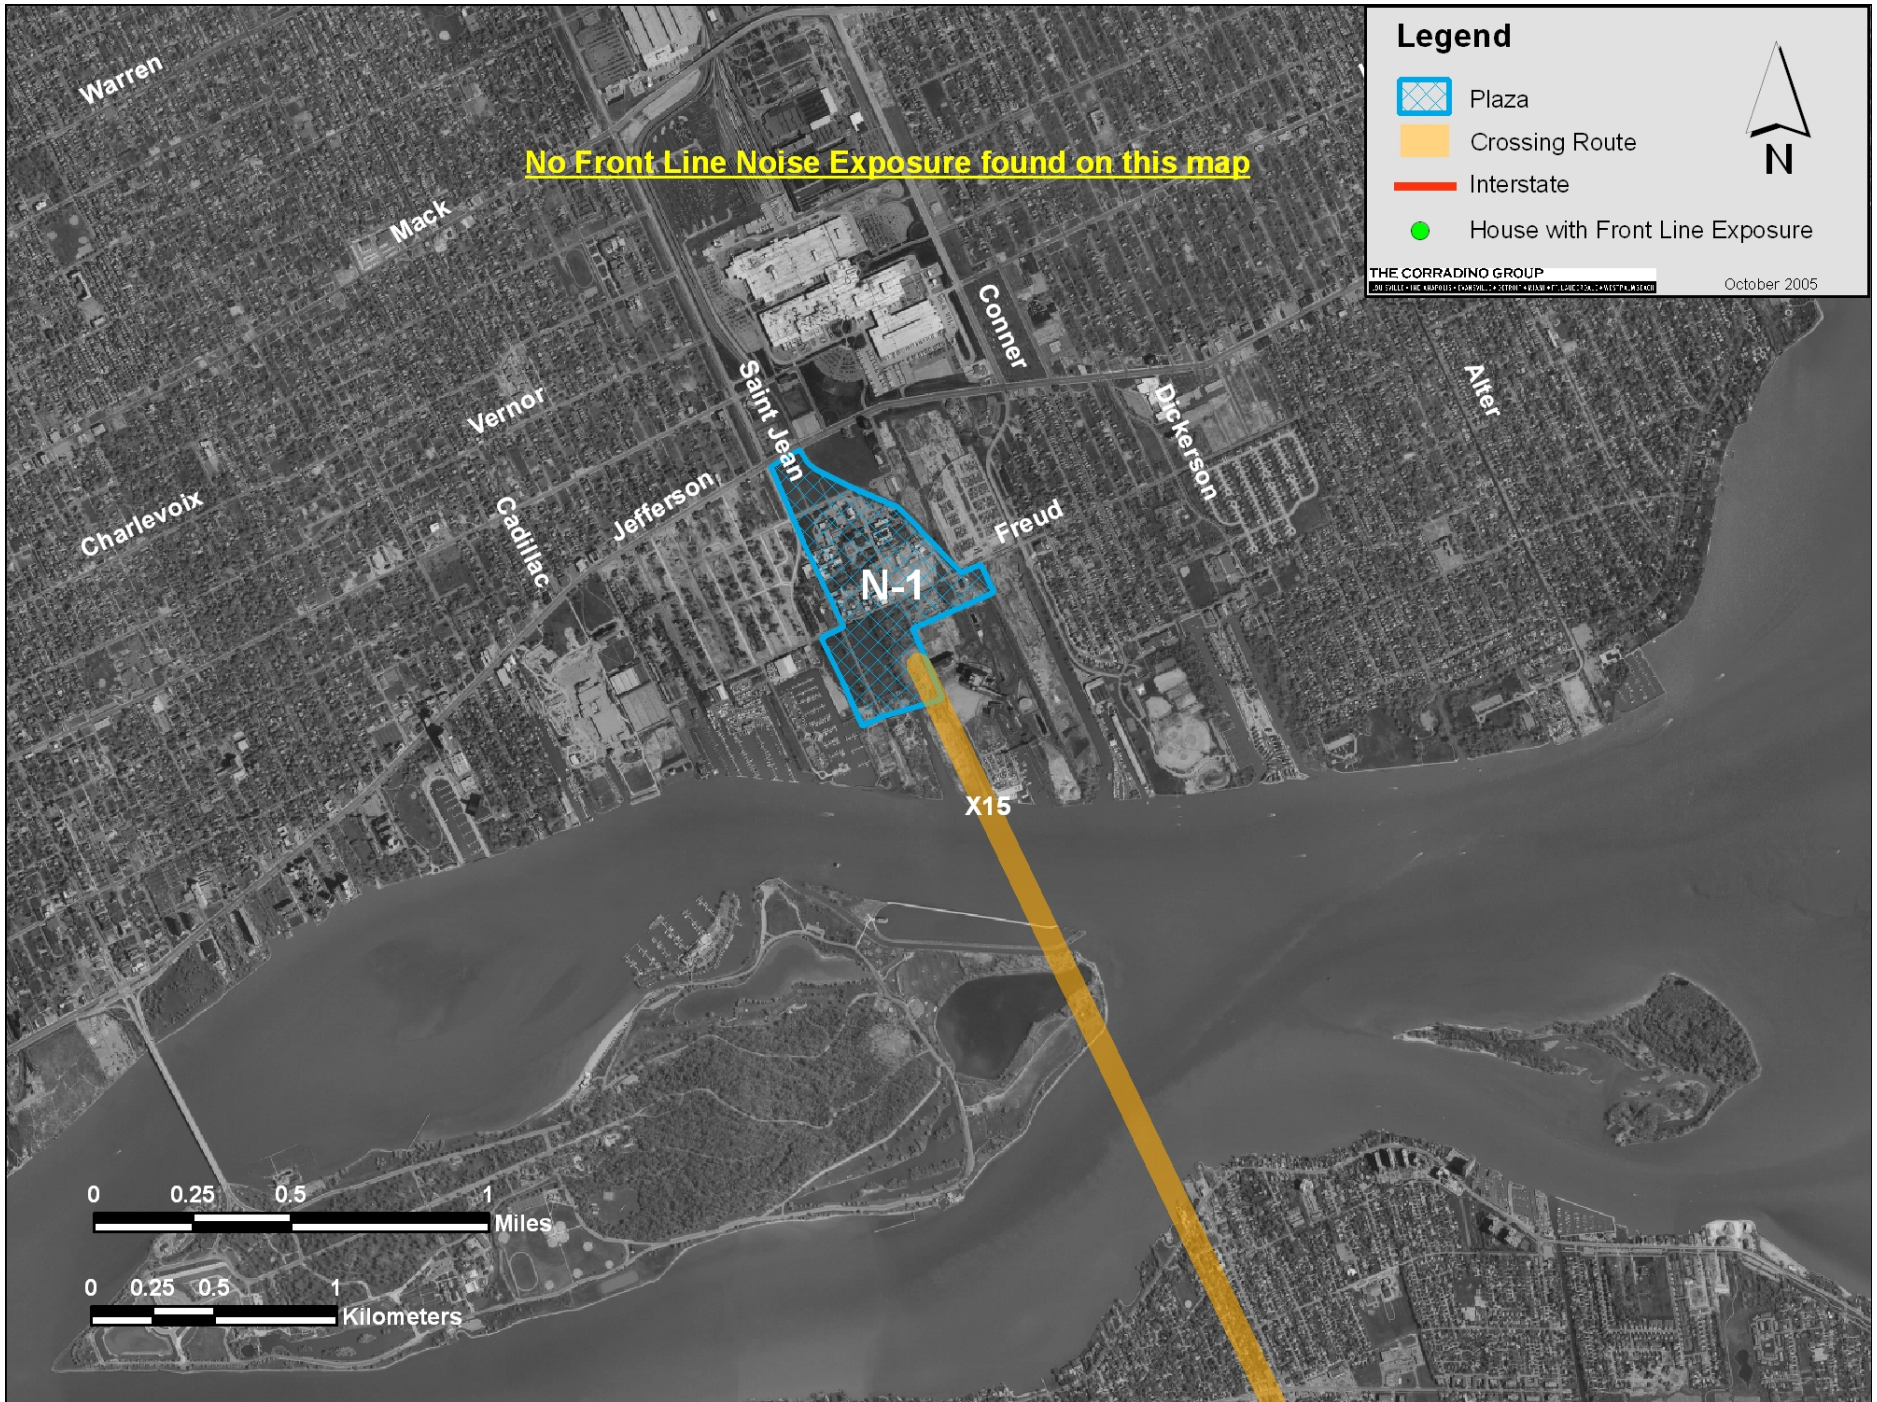 Legend
Plaza
Crossing Route
Interstate
House with Front Line Exposure
N
THE CORRADINO GROUP
October 2005
No Front Line Noise Exposure found on this map
Warren
Mack
Conner
Vernor
Saint Jean
Alter
Dickerson
Charlevoix
Cadillac
Jefferson
Freud
N-1
X15
0 0.25 0.5 1
Miles
0 0.25 0.5 1
Kilometers